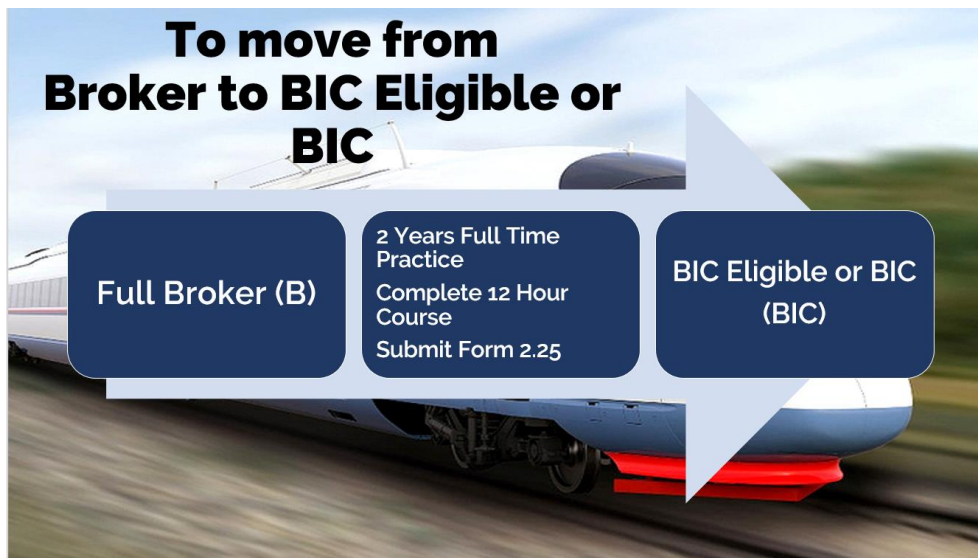 To move from
Broker to BIC Eligible or
BIC
Full Broker (B)
2 Years Full Time
Practice
Complete 12 Hour
Course
Submit Form 2.25
BIC Eligible or BIC
(BIC)